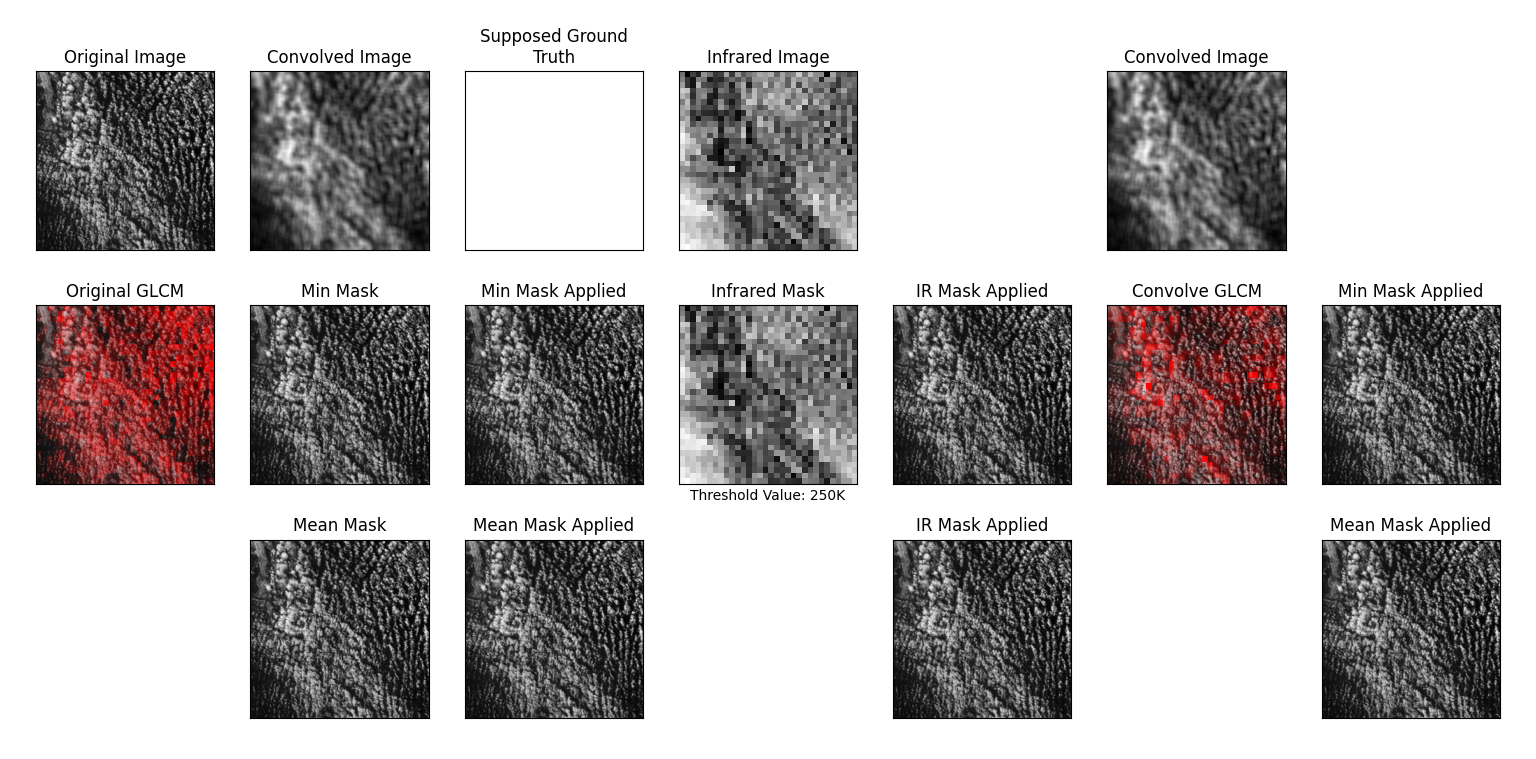 Original Image
Convolved Image
Supposed Ground
Truth
Infrared Image
Convolved Image
Original GLCM
Min Mask
Min Mask Applied
Infrared Mask
IR Mask Applied
Convolve GLCM
Min Mask Applied
Threshold Value: 250K
Mean Mask
Mean Mask Applied
IR Mask Applied
Mean Mask Applied